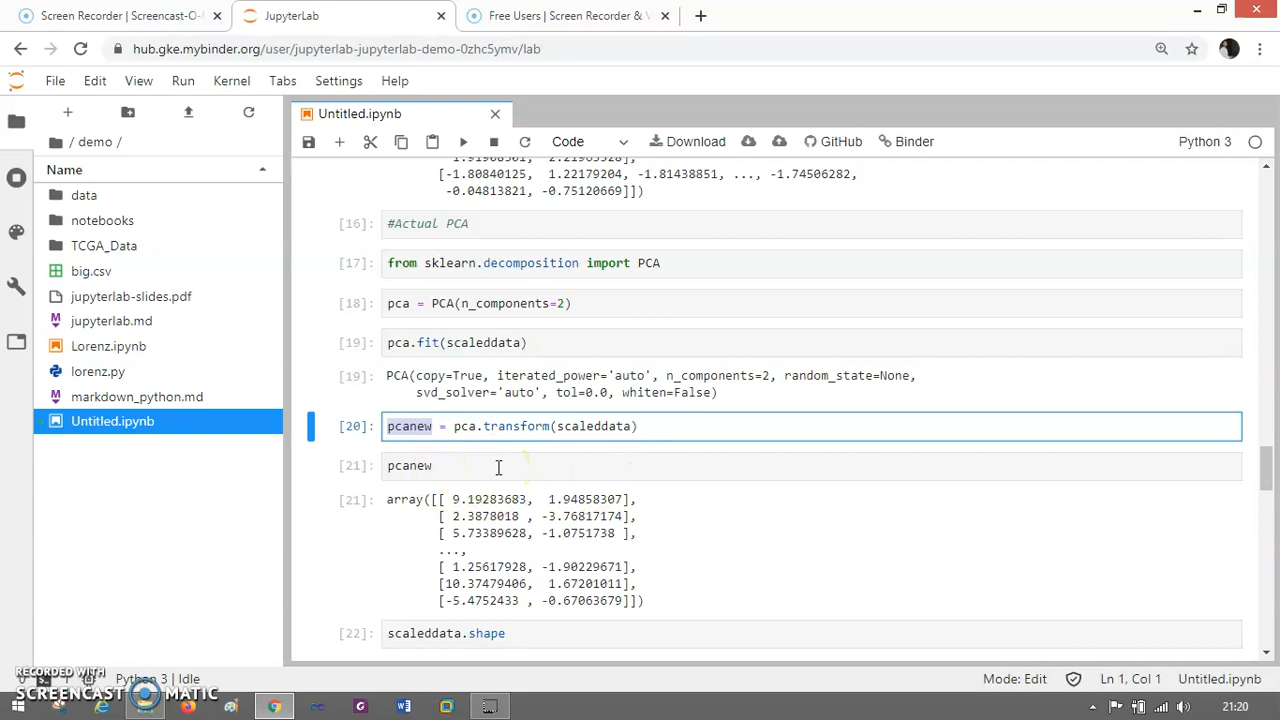 Screen Recorder | Screencast-O-
JupyterLab
Free Users | Screen Recorder & V
hub.gke.mybinder.org/user/jupyterlab-jupyterlab-demo-0zhc5ymv/lab
File Edit View Run Kernel Tabs Settings Help
Untitled.ipynb
Code
Download
GitHub
Binder
Python 3
/ demo /
Name
data
notebooks
TCGA_Data
big.csv
jupyterlab-slides.pdf
jupyterlab.md
Lorenz.ipynb
lorenz.py
markdown_python.md
Untitled.ipynb
1.91908501, 2.21905528],
[-1.80840125, 1.22179204, -1.81438851, ..., -1.74506282,
-0.04813821, -0.75120669]])
[16]: #Actual PCA
[17]: from sklearn.decomposition import PCA
[18]: pca = PCA(n_components=2)
[19]: pca.fit(scaleddata)
[19]: PCA(copy=True, iterated_power='auto', n_components=2, random_state=None,
svd_solver='auto', tol=0.0, whiten=False)
[20]: pcanew = pca.transform(scaleddata)
[21]: pcanew
[21]: array([[ 9.19283683, 1.94858307],
[ 2.3878018 , -3.76817174],
[ 5.73389628, -1.0751738 ],
...,
[ 1.25617928, -1.90229671],
[10.37479406, 1.67201011],
[-5.4752433 , -0.67063679]])
[22]: scaleddata.shape
Python 3 | Idle
Mode: Edit
Ln 1, Col 1
Untitled.ipynb
RECORDED WITH
SCREENCAST MATIC
21:20